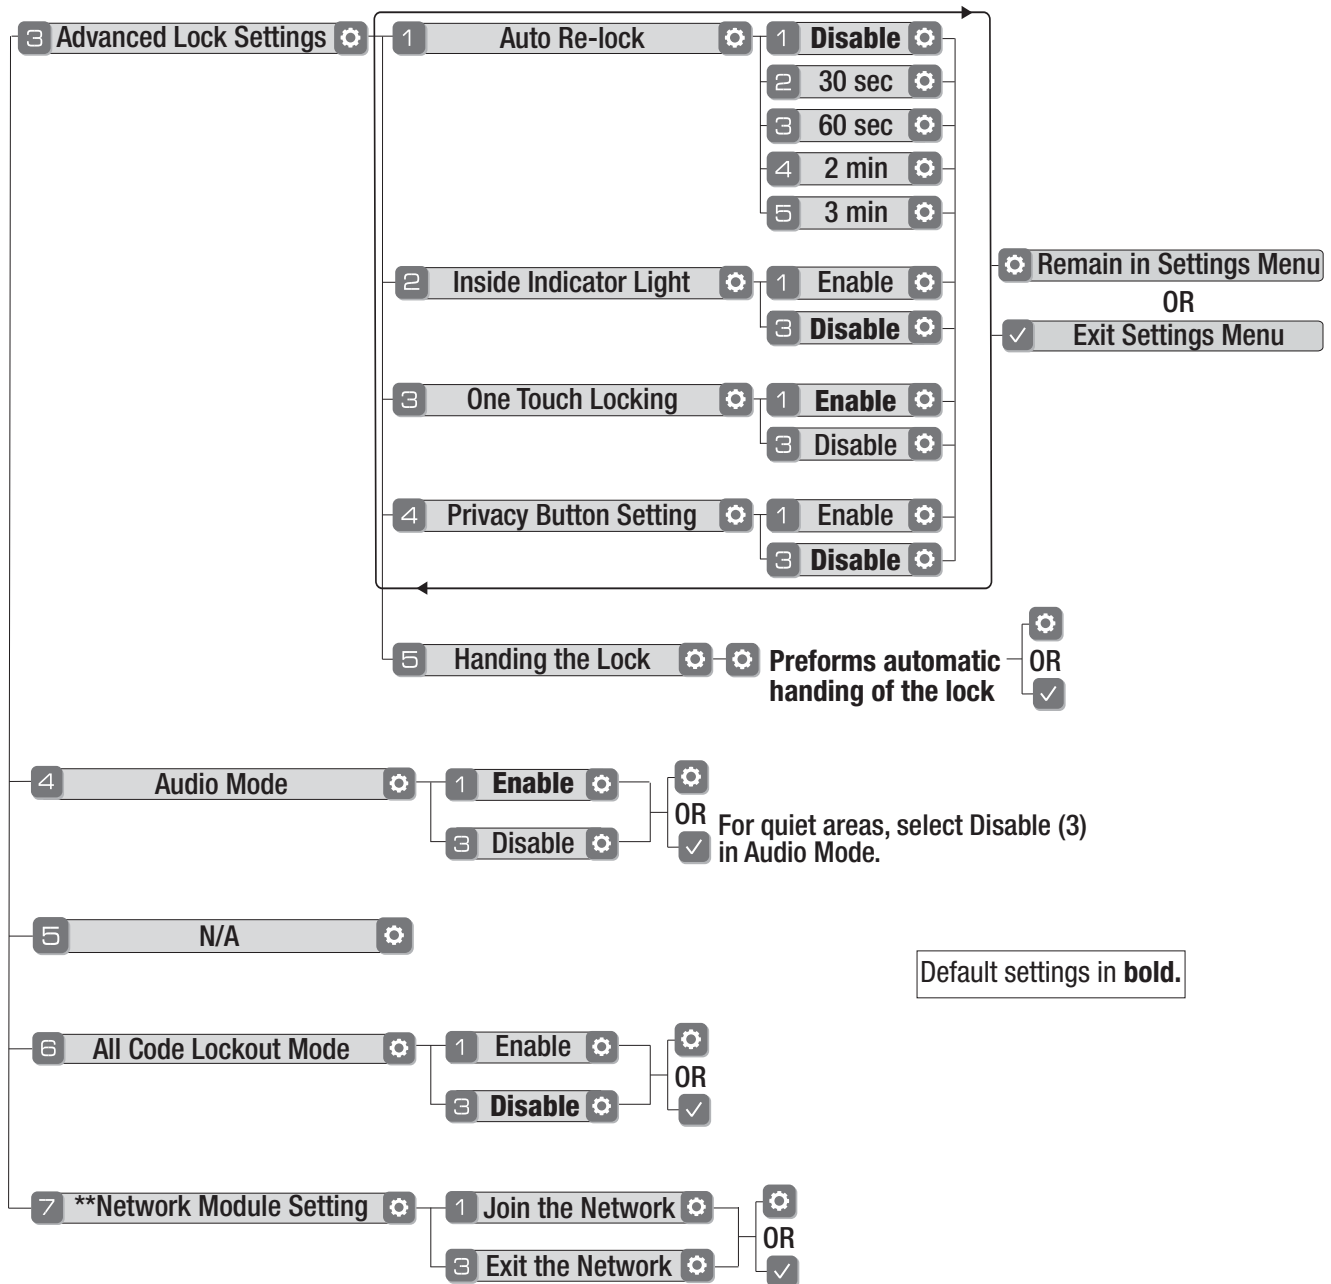 3 Advanced Lock Settings
1 Auto Re-lock
1 Disable
2 30 sec
3 60 sec
4 2 min
5 3 min
2 Inside Indicator Light
1 Enable
3 Disable
3 One Touch Locking
1 Enable
3 Disable
4 Privacy Button Setting
1 Enable
3 Disable
Remain in Settings Menu
OR
Exit Settings Menu
5 Handing the Lock
Preforms automatic
handing of the lock
OR
4 Audio Mode
1 Enable
3 Disable
OR
For quiet areas, select Disable (3)
in Audio Mode.
5 N/A
Default settings in bold.
6 All Code Lockout Mode
1 Enable
3 Disable
OR
7 **Network Module Setting
1 Join the Network
3 Exit the Network
OR